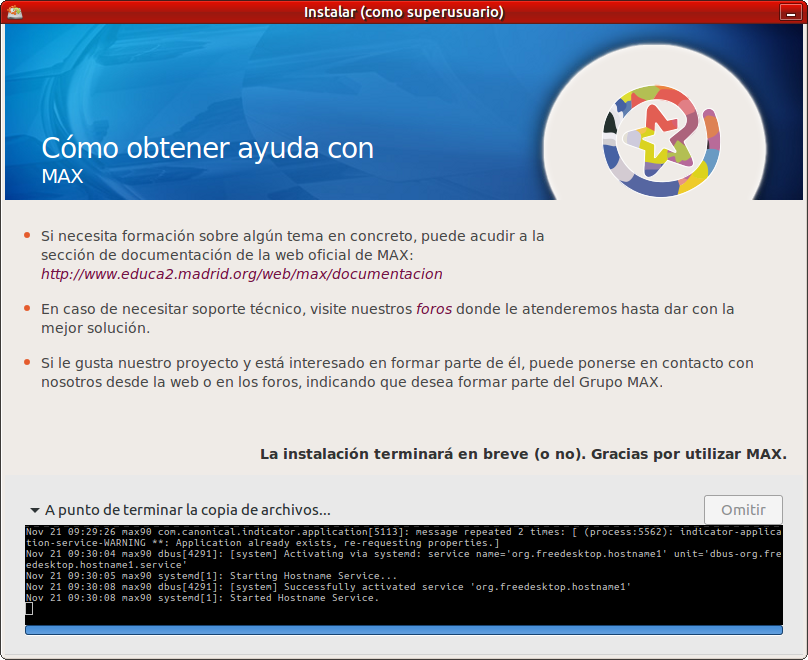 Instalar (como superusuario)
Cómo obtener ayuda con
MAX
Si necesita formación sobre algún tema en concreto, puede acudir a la
sección de documentación de la web oficial de MAX:
http://www.educa2.madrid.org/web/max/documentacion
En caso de necesitar soporte técnico, visite nuestros foros donde le atenderemos hasta dar con la
mejor solución.
Si le gusta nuestro proyecto y está interesado en formar parte de él, puede ponerse en contacto con
nosotros desde la web o en los foros, indicando que desea formar parte del Grupo MAX.
La instalación terminará en breve (o no). Gracias por utilizar MAX.
A punto de terminar la copia de archivos...
Omitir
Nov 21 09:29:26 max90 com.canonical.indicator.application[5113]: message repeated 2 times: [ (process:5562): indicator-applica
tion-service-WARNING **: Application already exists, re-requesting properties.]
Nov 21 09:30:04 max90 dbus[4291]: [system] Activating via systemd: service name='org.freedesktop.hostname1' unit='dbus-org.fre
edesktop.hostname1.service'
Nov 21 09:30:05 max90 systemd[1]: Starting Hostname Service...
Nov 21 09:30:08 max90 dbus[4291]: [system] Successfully activated service 'org.freedesktop.hostname1'
Nov 21 09:30:08 max90 systemd[1]: Started Hostname Service.